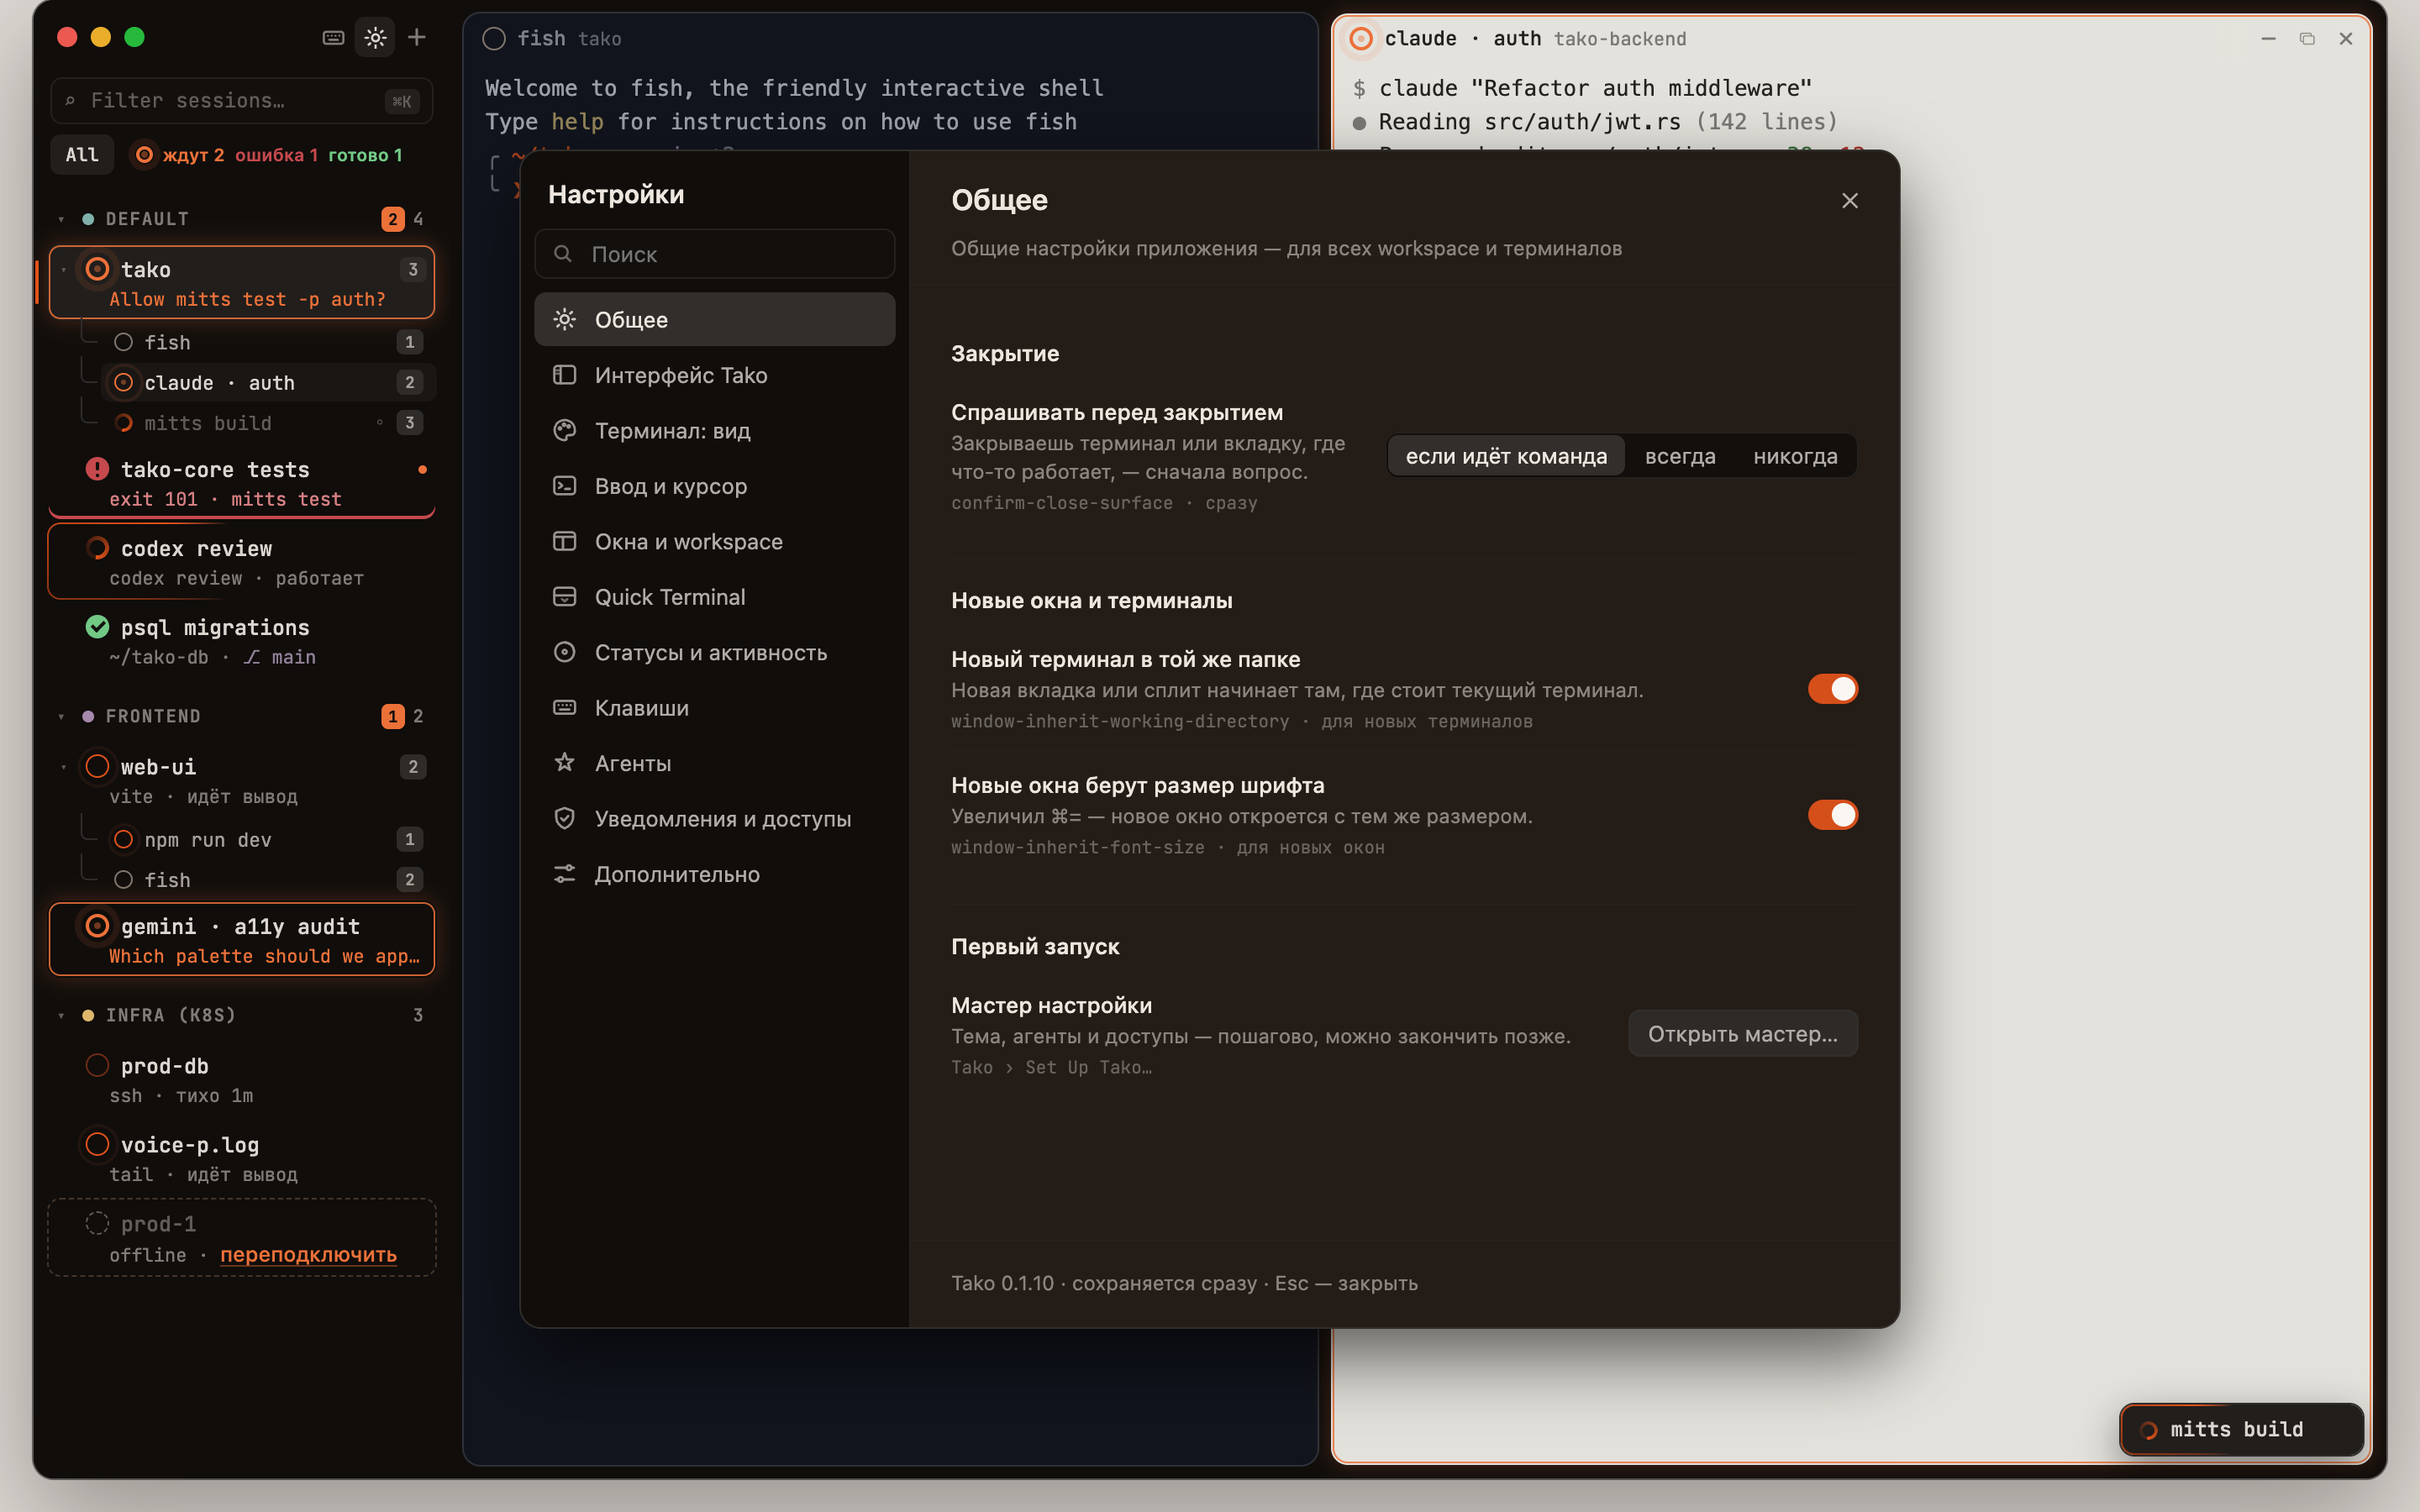 Filter sessions…
⌘K
All
ждут 2 ошибка 1 готово 1
DEFAULT
2 4
tako
3
Allow mitts test -p auth?
fish
1
claude · auth
2
mitts build
3
tako-core tests
exit 101 · mitts test
codex review
codex review · работает
psql migrations
~/tako-db · ⎇ main
FRONTEND
1 2
web-ui
2
vite · идёт вывод
npm run dev
1
fish
2
gemini · a11y audit
Which palette should we app…
INFRA (K8S)
3
prod-db
ssh · тихо 1m
voice-p.log
tail · идёт вывод
prod-1
offline · переподключить
fish tako
Welcome to fish, the friendly interactive shell
Type help for instructions on how to use fish
claude · auth tako-backend
$ claude "Refactor auth middleware"
● Reading src/auth/jwt.rs (142 lines)
Настройки
Поиск
Общее
Интерфейс Tako
Терминал: вид
Ввод и курсор
Окна и workspace
Quick Terminal
Статусы и активность
Клавиши
Агенты
Уведомления и доступы
Дополнительно
Общее
Общие настройки приложения — для всех workspace и терминалов
Закрытие
Спрашивать перед закрытием
Закрываешь терминал или вкладку, где
что-то работает, — сначала вопрос.
confirm-close-surface · сразу
если идёт команда
всегда
никогда
Новые окна и терминалы
Новый терминал в той же папке
Новая вкладка или сплит начинает там, где стоит текущий терминал.
window-inherit-working-directory · для новых терминалов
Новые окна берут размер шрифта
Увеличил ⌘= — новое окно откроется с тем же размером.
window-inherit-font-size · для новых окон
Первый запуск
Мастер настройки
Тема, агенты и доступы — пошагово, можно закончить позже.
Tako › Set Up Tako…
Открыть мастер…
Tako 0.1.10 · сохраняется сразу · Esc — закрыть
mitts build